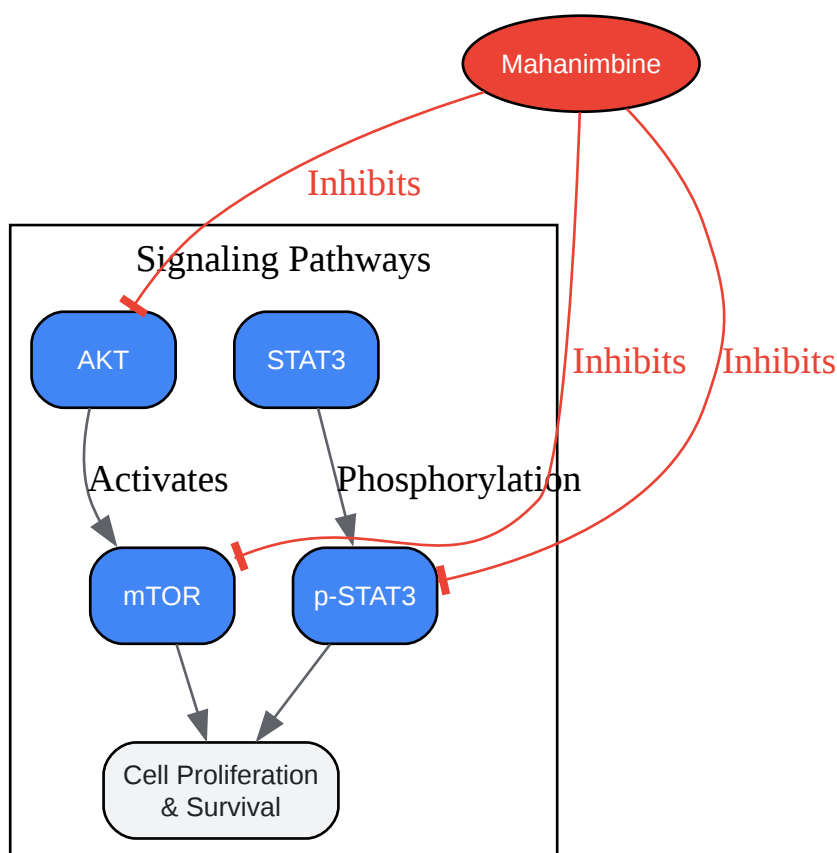 Mahanimbine
Inhibits
Signaling Pathways
AKT
STAT3
Inhibits
Inhibits
Activates
Phosphorylation
mTOR
p-STAT3
Cell Proliferation
& Survival